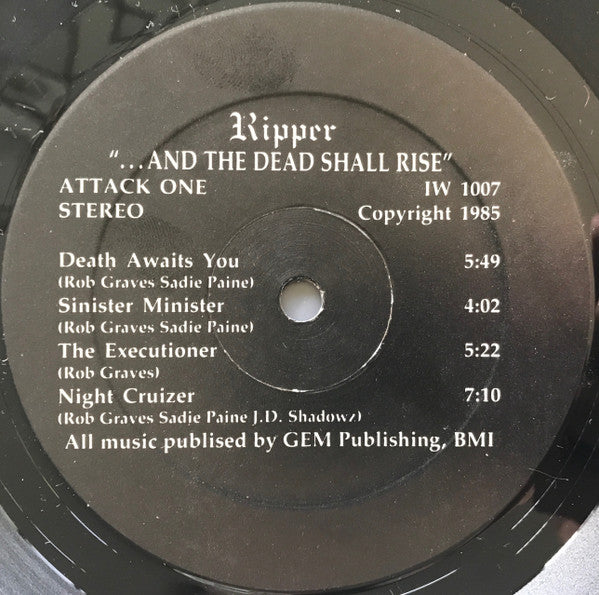 Ripper
"...AND THE DEAD SHALL RISE"
ATTACK ONE IW 1007
STEREO Copyright 1985
Death Awaits You 5:49
(Rob Graves Sadie Paine)
Sinister Minister 4:02
(Rob Graves Sadie Paine)
The Executioner 5:22
(Rob Graves)
Night Cruizer 7:10
(Rob Graves Sadie Paine J.D. Shadowz)
All music publised by GEM Publishing, BMI